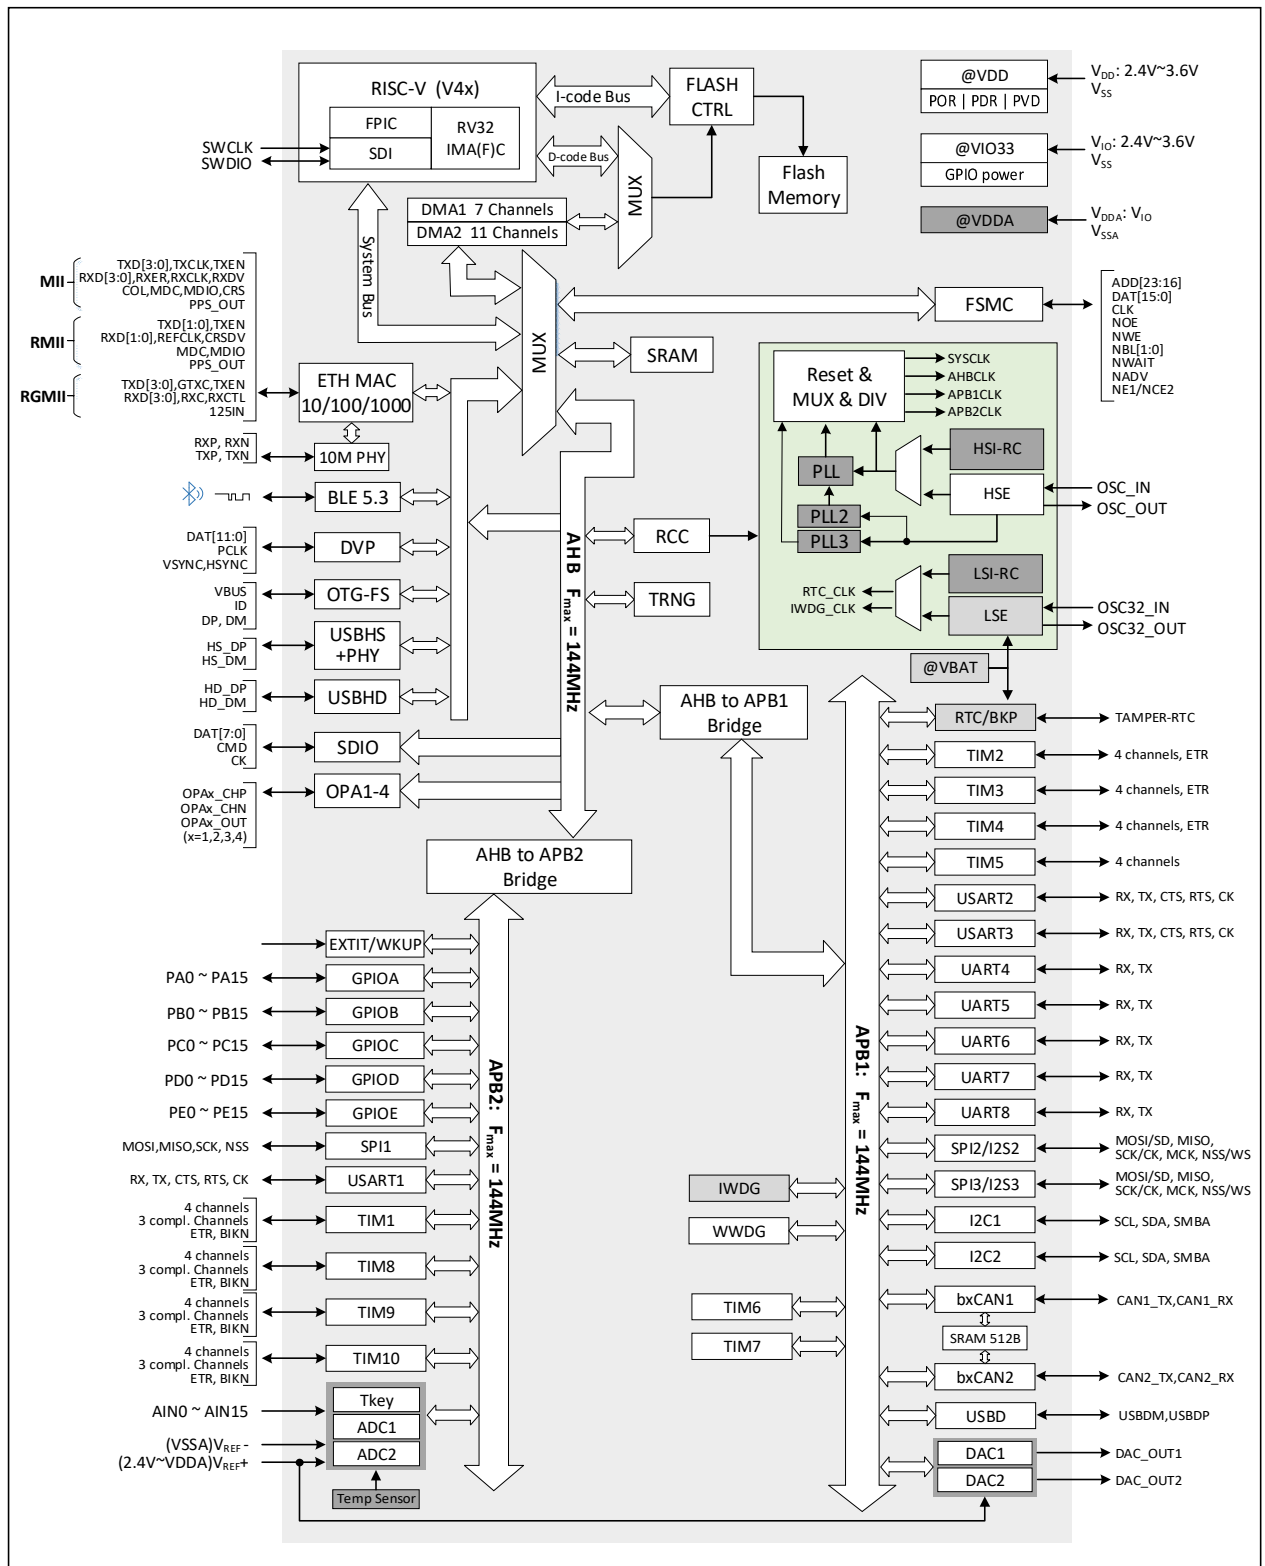 RISC-V (V4x)
FPIC
SDI
RV32
IMA(F)C
SWCLK
SWDIO
I-code Bus
D-code Bus
FLASH
CTRL
MUX
Flash
Memory
DMA1 7 Channels
DMA2 11 Channels
System Bus
MUX
@VDD
POR | PDR | PVD
VDD: 2.4V~3.6V
VSS
@VIO33
GPIO power
VIO: 2.4V~3.6V
VSS
@VDDA
VDDA: VIO
VSSA
MII
TXD[3:0],TXCLK,TXEN
RXD[3:0],RXER,RXCLK,RXDV
COL,MDC,MDIO,CRS
PPS_OUT
RMII
TXD[1:0],TXEN
RXD[1:0],REFCLK,CRSDV
MDC,MDIO
PPS_OUT
RGMII
TXD[3:0],GTXC,TXEN
RXD[3:0],RXC,RXCTL
125IN
ETH MAC
10/100/1000
RXP, RXN
TXP, TXN
10M PHY
BLE 5.3
DAT[11:0]
PCLK
VSYNC,HSYNC
DVP
VBUS
ID
DP, DM
OTG-FS
HS_DP
HS_DM
USBHS
+PHY
HD_DP
HD_DM
USBHD
DAT[7:0]
CMD
CK
SDIO
OPAx_CHP
OPAx_CHN
OPAx_OUT
(x=1,2,3,4)
OPA1-4
SRAM
FSMC
ADD[23:16]
DAT[15:0]
CLK
NOE
NWE
NBL[1:0]
NWAIT
NADV
NE1/NCE2
AHB Fmax = 144MHz
RCC
TRNG
Reset &
MUX & DIV
SYSCLK
AHBCLK
APB1CLK
APB2CLK
PLL
PLL2
PLL3
HSI-RC
HSE
OSC_IN
OSC_OUT
LSI-RC
LSE
RTC_CLK
IWDG_CLK
OSC32_IN
OSC32_OUT
@VBAT
AHB to APB1
Bridge
AHB to APB2
Bridge
APB2: Fmax = 144MHz
EXTIT/WKUP
PA0 ~ PA15
GPIOA
PB0 ~ PB15
GPIOB
PC0 ~ PC15
GPIOC
PD0 ~ PD15
GPIOD
PE0 ~ PE15
GPIOE
MOSI,MISO,SCK, NSS
SPI1
RX, TX, CTS, RTS, CK
USART1
4 channels
3 compl. Channels
ETR, BIKN
TIM1
4 channels
3 compl. Channels
ETR, BIKN
TIM8
4 channels
3 compl. Channels
ETR, BIKN
TIM9
4 channels
3 compl. Channels
ETR, BIKN
TIM10
AIN0 ~ AIN15
(VSSA)VREF -
(2.4V~VDDA)VREF+
Tkey
ADC1
ADC2
Temp Sensor
APB1: Fmax = 144MHz
IWDG
WWDG
TIM6
TIM7
RTC/BKP
TAMPER-RTC
TIM2
4 channels, ETR
TIM3
4 channels, ETR
TIM4
4 channels, ETR
TIM5
4 channels
USART2
RX, TX, CTS, RTS, CK
USART3
RX, TX, CTS, RTS, CK
UART4
RX, TX
UART5
RX, TX
UART6
RX, TX
UART7
RX, TX
UART8
RX, TX
SPI2/I2S2
MOSI/SD, MISO,
SCK/CK, MCK, NSS/WS
SPI3/I2S3
MOSI/SD, MISO,
SCK/CK, MCK, NSS/WS
I2C1
SCL, SDA, SMBA
I2C2
SCL, SDA, SMBA
bxCAN1
CAN1_TX,CAN1_RX
SRAM 512B
bxCAN2
CAN2_TX,CAN2_RX
USBD
USBDM,USBDP
DAC1
DAC_OUT1
DAC2
DAC_OUT2